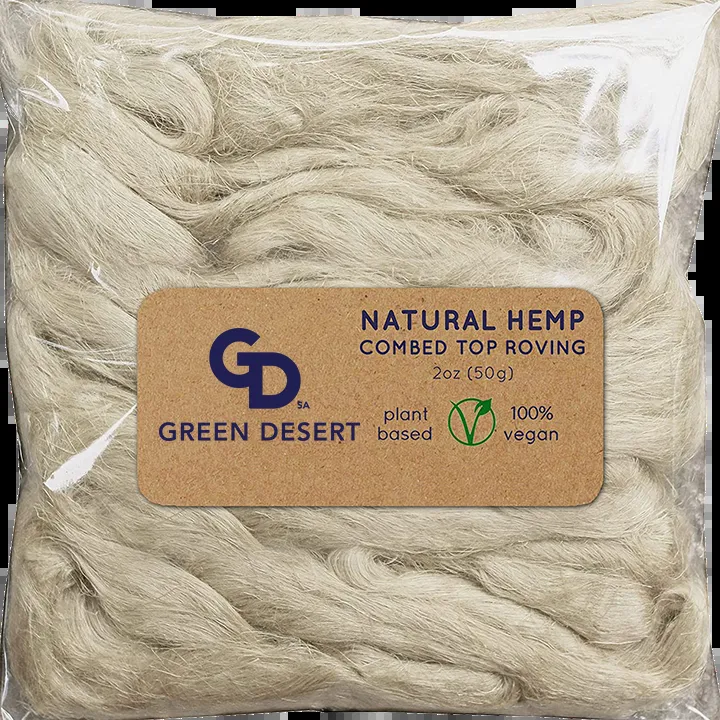 GD
SA
GREEN DESERT
NATURAL HEMP
COMBED TOP ROVING
2oz (50g)
plant
based
V
100%
vegan